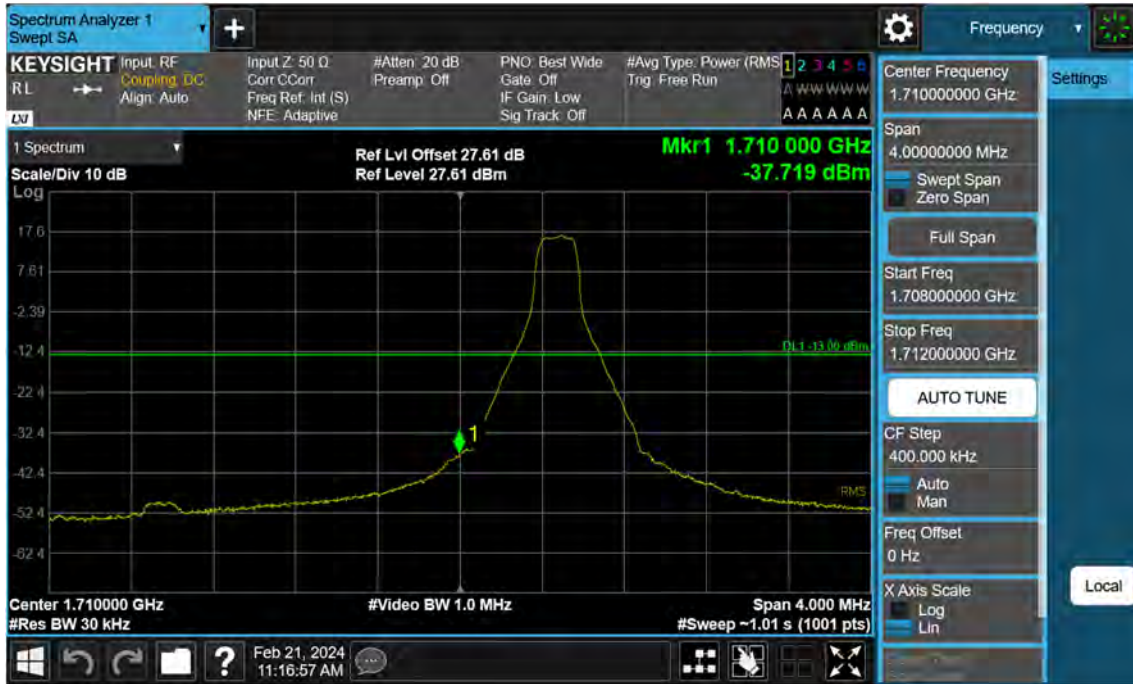 Spectrum Analyzer 1
Swept SA
+
Frequency
KEYSIGHT
RL
LXI
Input: RF
Coupling: DC
Align: Auto
Input Z: 50 Ω
Corr CCorr
Freq Ref: Int (S)
NFE: Adaptive
#Atten: 20 dB
Preamp: Off
PNO: Best Wide
Gate: Off
IF Gain: Low
Sig Track: Off
#Avg Type: Power (RMS
Trig: Free Run
1 2 3 4 5 6
A W W W W W
A A A A A A
Center Frequency
1.710000000 GHz
Settings
Span
4.00000000 MHz
Swept Span
Zero Span
Full Span
Start Freq
1.708000000 GHz
Stop Freq
1.712000000 GHz
AUTO TUNE
CF Step
400.000 kHz
Auto
Man
Freq Offset
0 Hz
X Axis Scale
Log
Lin
Local
1 Spectrum
Scale/Div 10 dB
Ref Lvl Offset 27.61 dB
Ref Level 27.61 dBm
Mkr1 1.710 000 GHz
-37.719 dBm
Log
17.6
7.61
-2.39
-12.4
-22.4
-32.4
-42.4
-52.4
-62.4
DL1 -13.00 dBm
1
RMS
Center 1.710000 GHz
#Res BW 30 kHz
#Video BW 1.0 MHz
Span 4.000 MHz
#Sweep ~1.01 s (1001 pts)
?
Feb 21, 2024
11:16:57 AM